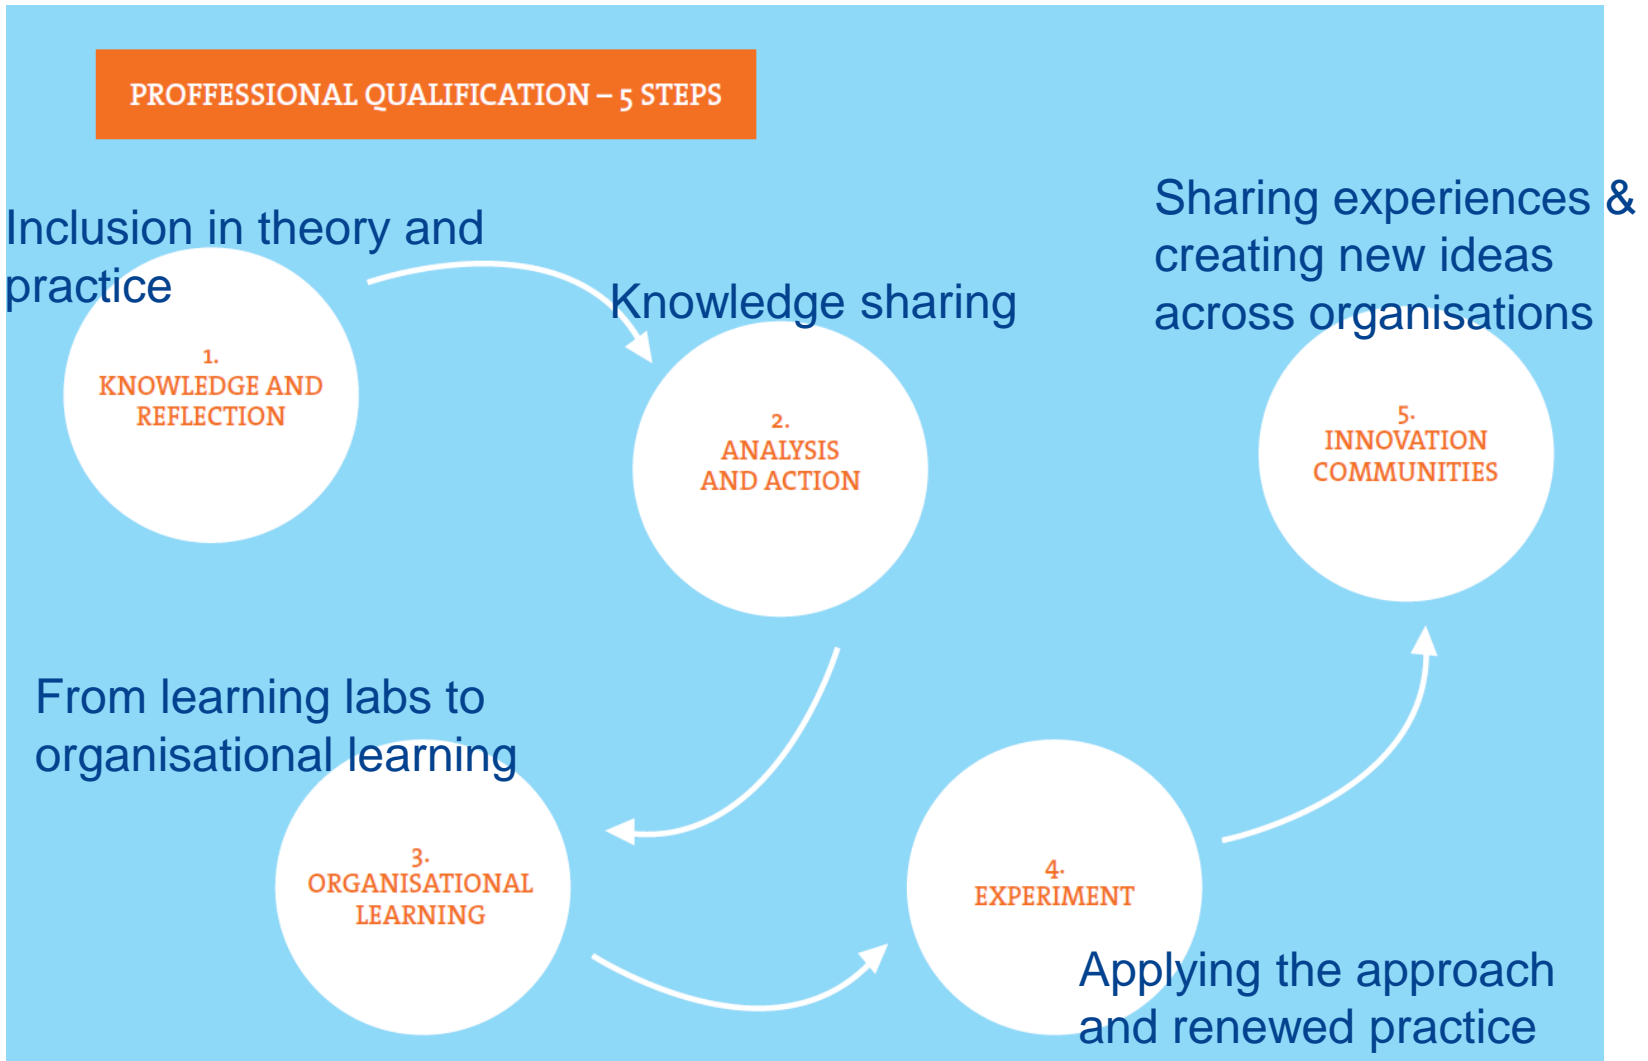 PROFFESSIONAL QUALIFICATION – 5 STEPS
Inclusion in theory and
practice
1.
KNOWLEDGE AND
REFLECTION
Knowledge sharing
2.
ANALYSIS
AND ACTION
Sharing experiences &
creating new ideas
across organisations
5.
INNOVATION
COMMUNITIES
From learning labs to
organisational learning
3.
ORGANISATIONAL
LEARNING
4.
EXPERIMENT
Applying the approach
and renewed practice